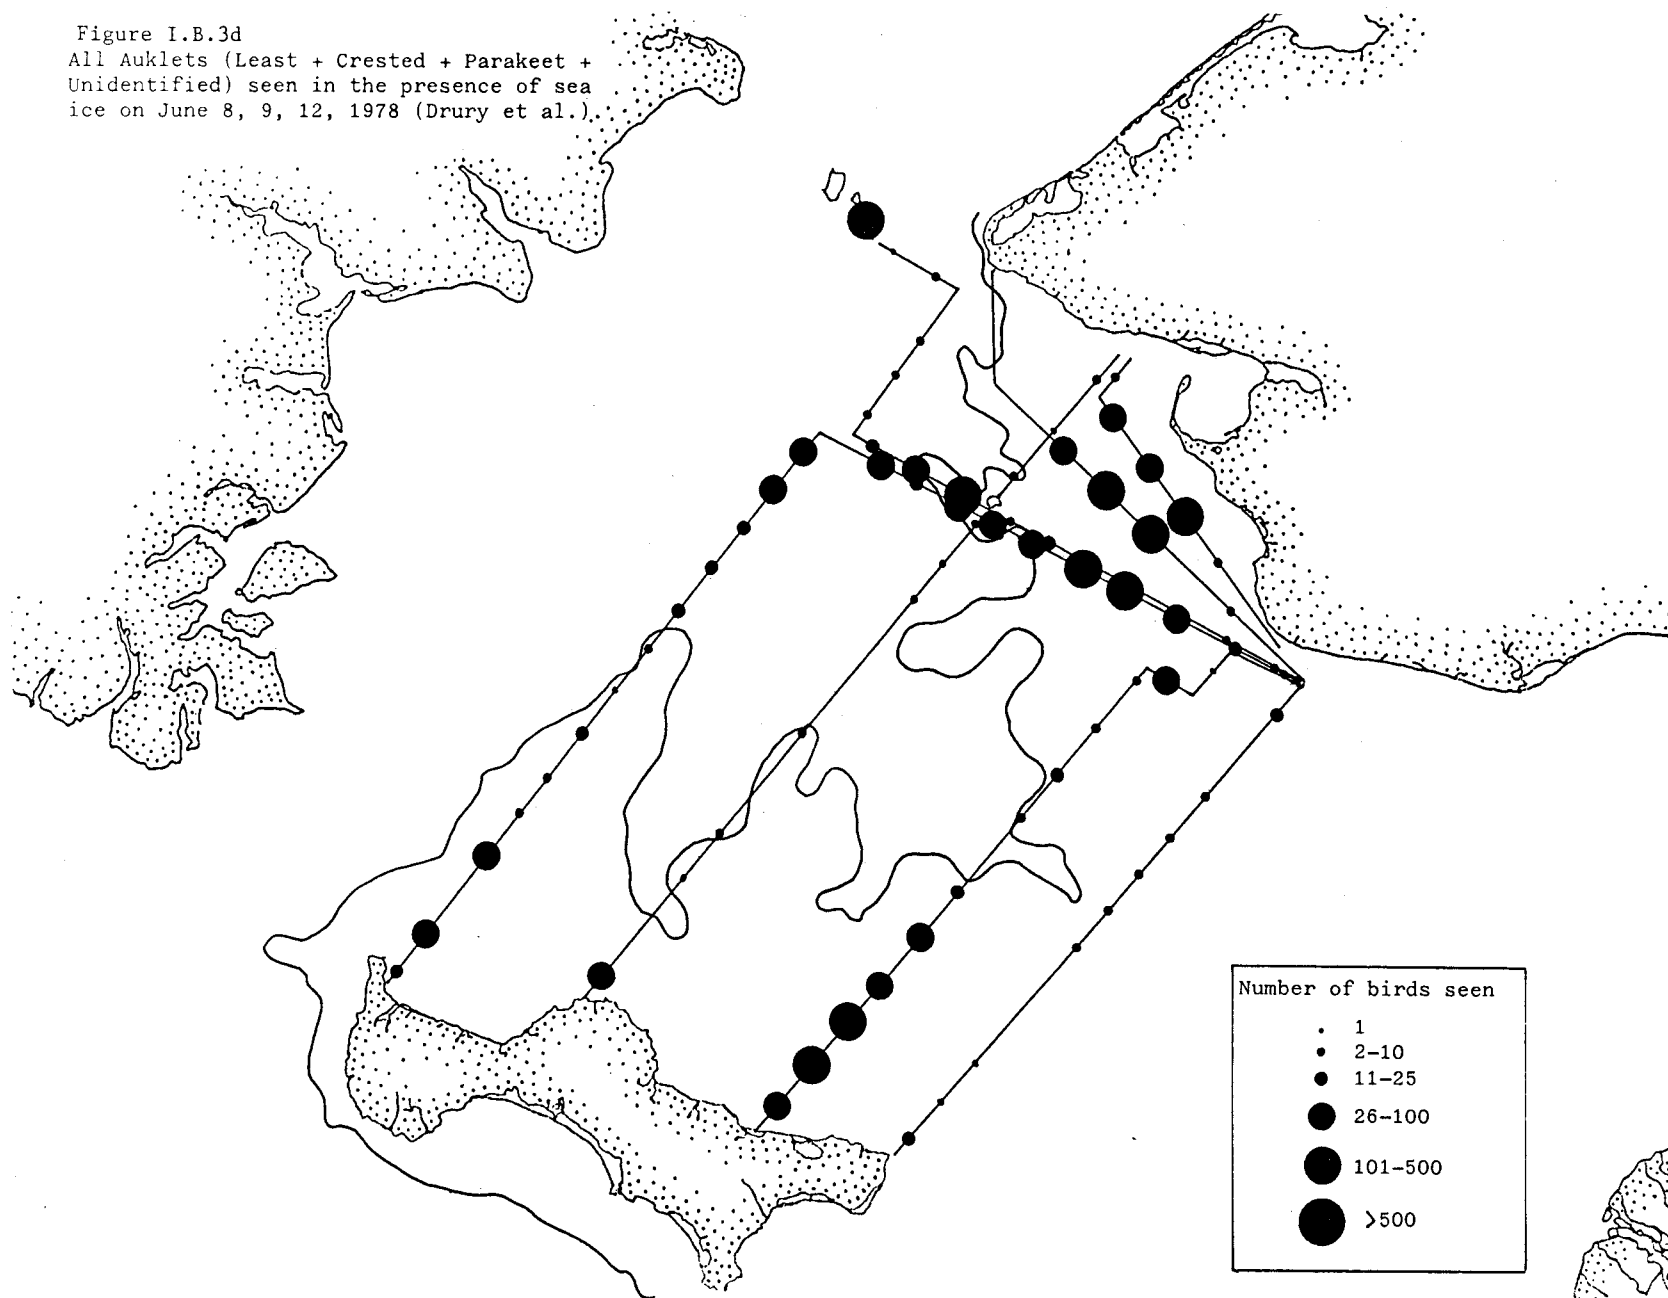 Figure I.B.3d
All Auklets (Least + Crested + Parakeet +
Unidentified) seen in the presence of sea
ice on June 8, 9, 12, 1978 (Drury et al.).
Number of birds seen
1
2-10
11-25
26-100
101-500
>500